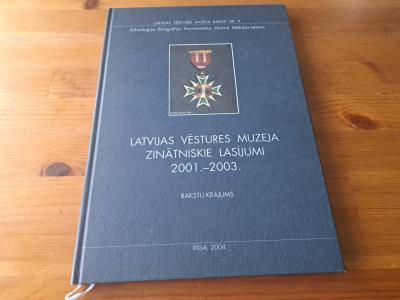 LATVIJAS VĒSTURES MUZEJA RAKSTI NR. 9
Arheoloģija Etnogrāfija Numismātika Vēsture Mākslas vēsture
LATVIJAS VĒSTURES MUZEJA
ZINĀTNISKIE LASĪJUMI
2001.–2003.
RAKSTU KRĀJUMS
RĪGA 2004